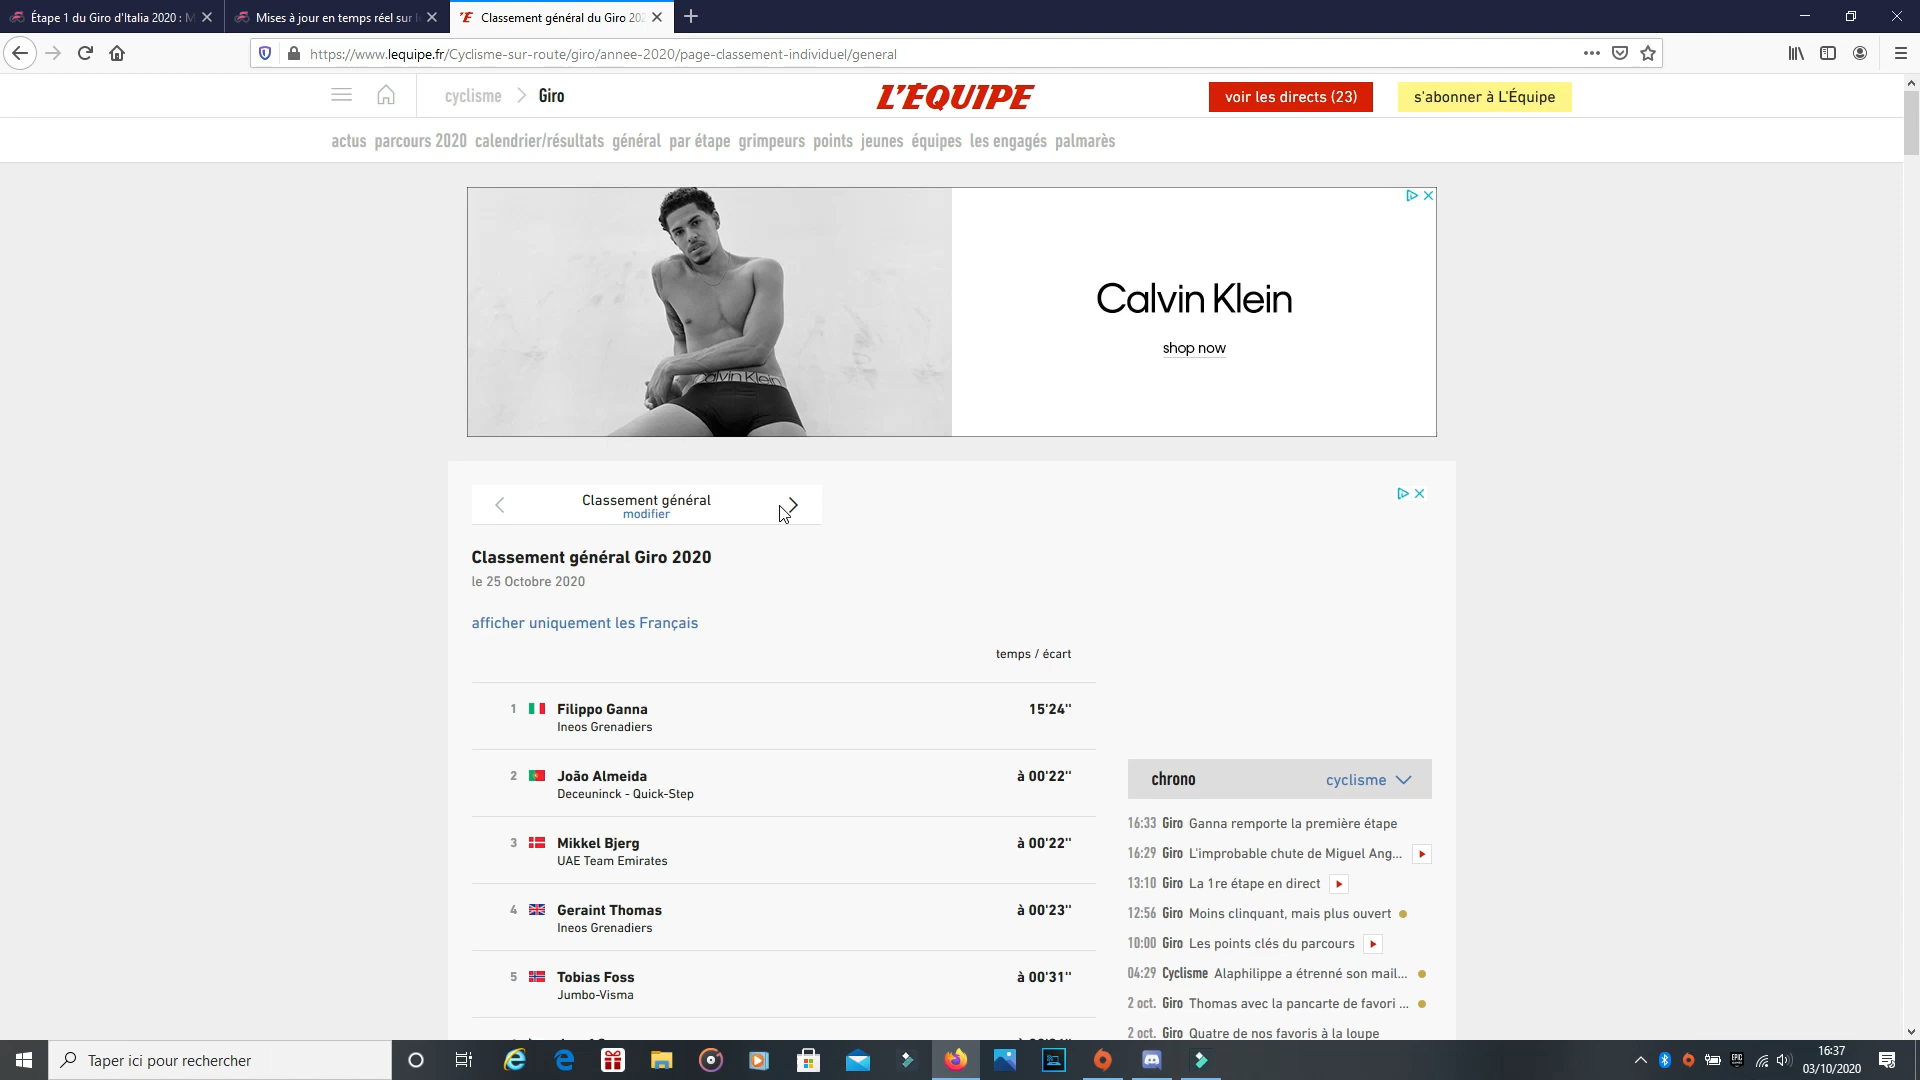 Étape 1 du Giro d'Italia 2020 : M
Mises à jour en temps réel sur l
Classement général du Giro 202
https://www.lequipe.fr/Cyclisme-sur-route/giro/annee-2020/page-classement-individuel/general
cyclisme
Giro
L'ÉQUIPE
voir les directs (23)
s'abonner à L'Équipe
actus parcours 2020 calendrier/résultats général par étape grimpeurs points jeunes équipes les engagés palmarès
Calvin Klein
Calvin Klein
shop now
Classement général
modifier
Classement général Giro 2020
le 25 Octobre 2020
afficher uniquement les Français
temps / écart
1 Filippo Ganna 15'24''
Ineos Grenadiers
2 João Almeida à 00'22''
Deceuninck - Quick-Step
3 Mikkel Bjerg à 00'22''
UAE Team Emirates
4 Geraint Thomas à 00'23''
Ineos Grenadiers
5 Tobias Foss à 00'31''
Jumbo-Visma
chrono cyclisme
16:33 Giro Ganna remporte la première étape
16:29 Giro L'improbable chute de Miguel Ang...
13:10 Giro La 1re étape en direct
12:56 Giro Moins clinquant, mais plus ouvert
10:00 Giro Les points clés du parcours
04:29 Cyclisme Alaphilippe a étrenné son mail...
2 oct. Giro Thomas avec la pancarte de favori ...
2 oct. Giro Quatre de nos favoris à la loupe
Taper ici pour rechercher
EPIC
16:37
03/10/2020